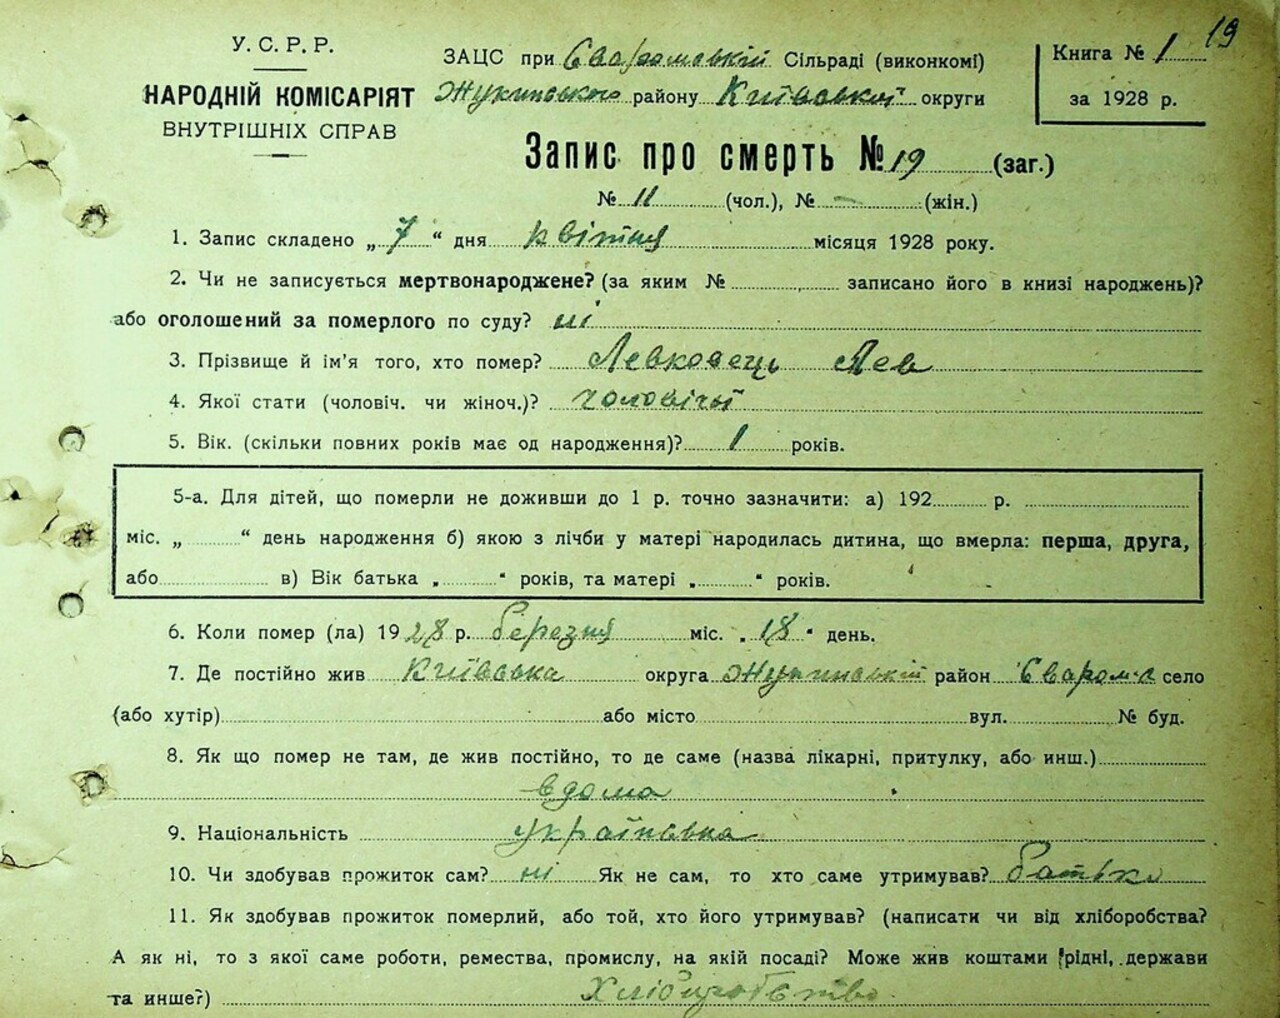 19
У. С. Р. Р.
НАРОДНІЙ КОМІСАРІЯТ
ВНУТРІШНІХ СПРАВ
ЗАЦС при Сваромській Сільраді (виконкомі)
Жукинського району Київської округи
Книга № 1
за 1928 р.
Запис про смерть № 19 (заг.)
№ 11 (чол.), № — (жін.)
1. Запис складено „ 7 “ дня квітня місяця 1928 року.
2. Чи не записується мертвонароджене? (за яким № записано його в книзі народжень)?
або оголошений за померлого по суду? ні
3. Прізвище й ім'я того, хто помер? Левковець Лев
4. Якої стати (чоловіч. чи жіноч.)? чоловічої
5. Вік. (скільки повних років має од народження)? 1 років.
5-а. Для дітей, що померли не доживши до 1 р. точно зазначити: а) 192 р.
міс. „ “ день народження б) якою з лічби у матері народилась дитина, що вмерла: перша, друга,
або в) Вік батька „ “ років, та матері „ “ років.
6. Коли помер (ла) 1928 р. березня міс. „ 18 “ день.
7. Де постійно жив Київська округа Жукинський район Сваром'я село
(або хутір) або місто вул. № буд.
8. Як що помер не там, де жив постійно, то де саме (назва лікарні, притулку, або инш.)
вдома
9. Національність українська
10. Чи здобував прожиток сам? ні Як не сам, то хто саме утримував? батько
11. Як здобував прожиток померлий, або той, хто його утримував? (написати чи від хліборобства?
А як ні, то з якої саме роботи, ремества, промислу, на якій посаді? Може жив коштами рідні, держави
та инше?) Хліборобство